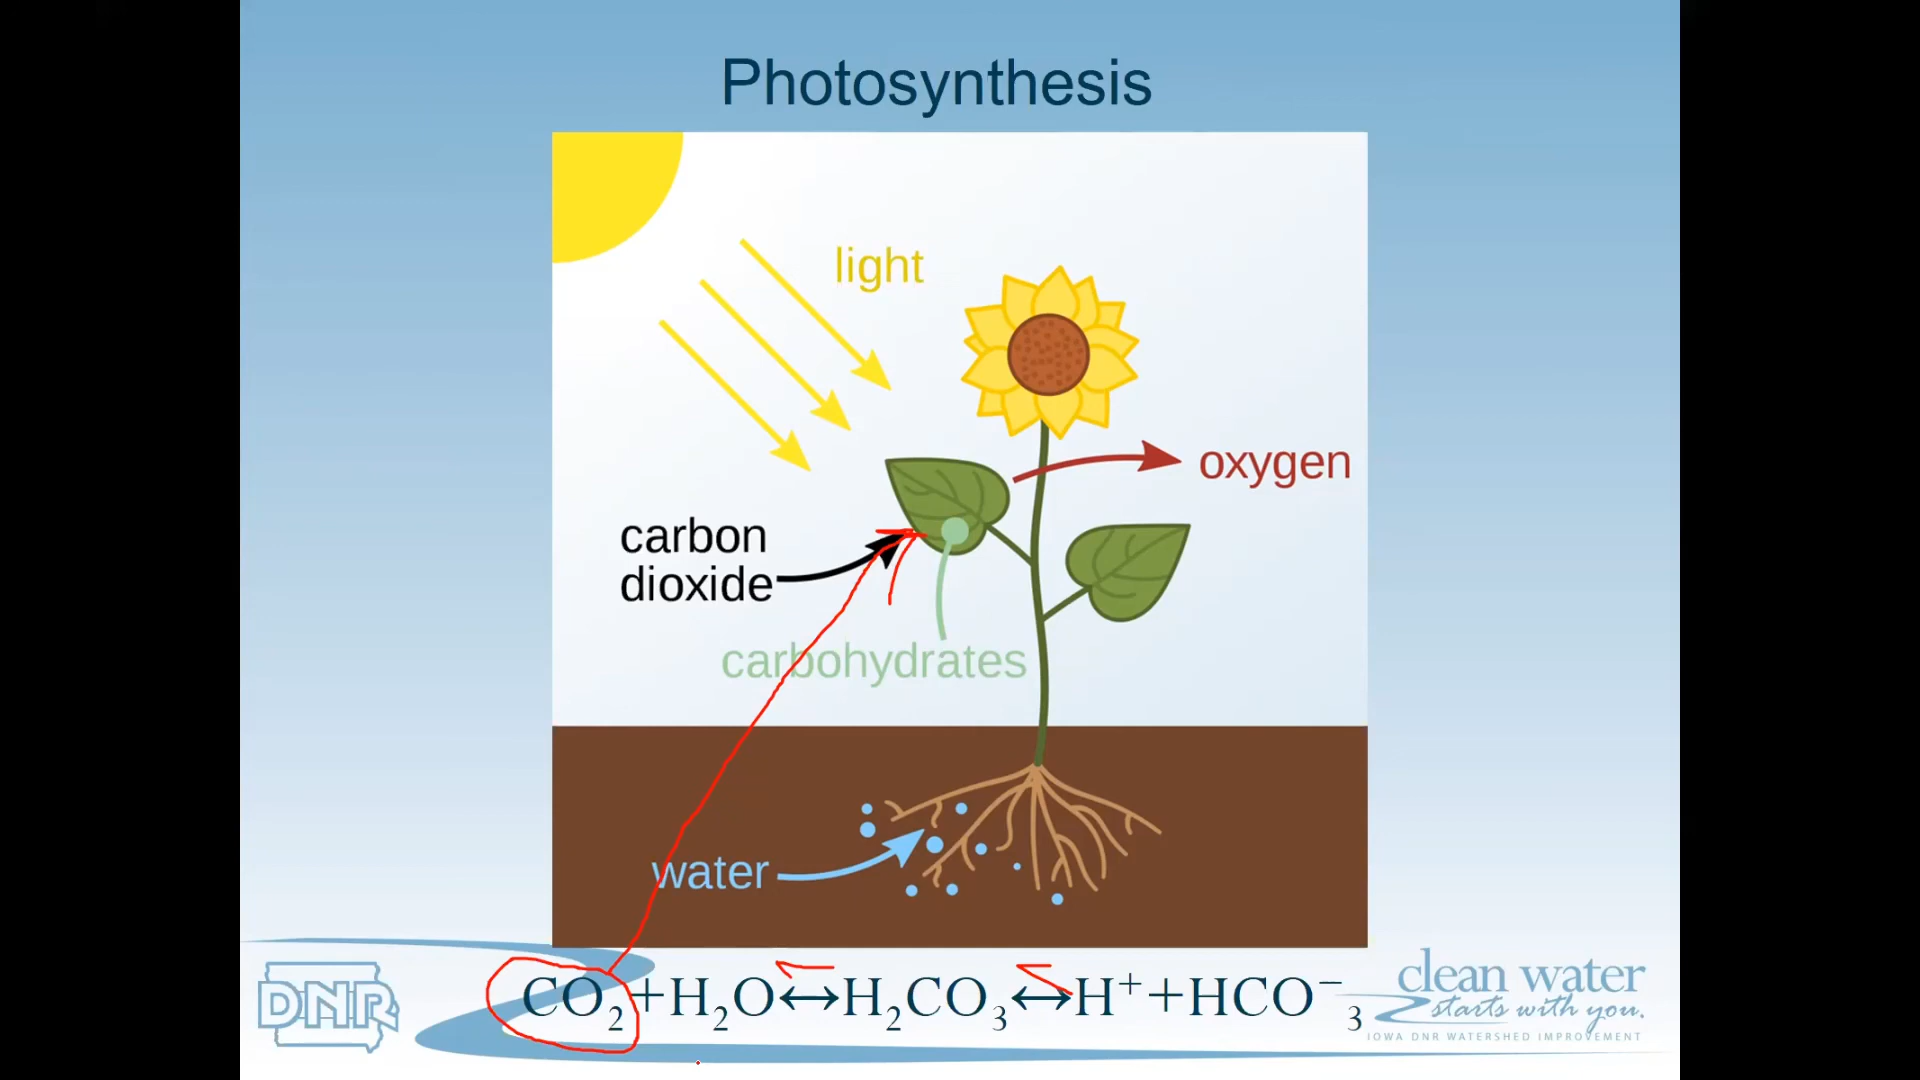 Photosynthesis
light
oxygen
carbon
dioxide
carbohydrates
water
CO₂+H₂O↔H₂CO₃↔H⁺+HCO⁻₃
DNR
clean water
starts with you.
IOWA DNR WATERSHED IMPROVEMENT